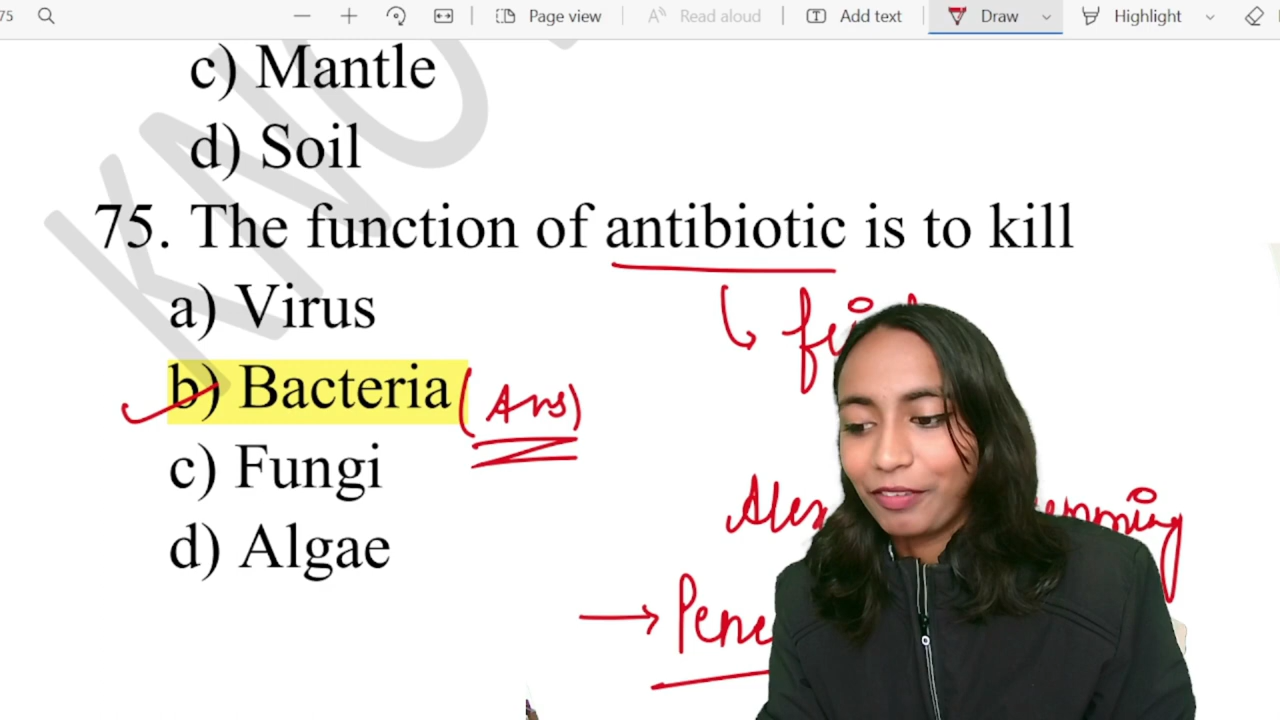 75
Page view
Read aloud
Add text
Draw
Highlight
c) Mantle
d) Soil
75. The function of antibiotic is to kill
a) Virus
b) Bacteria (Ans)
c) Fungi
d) Algae